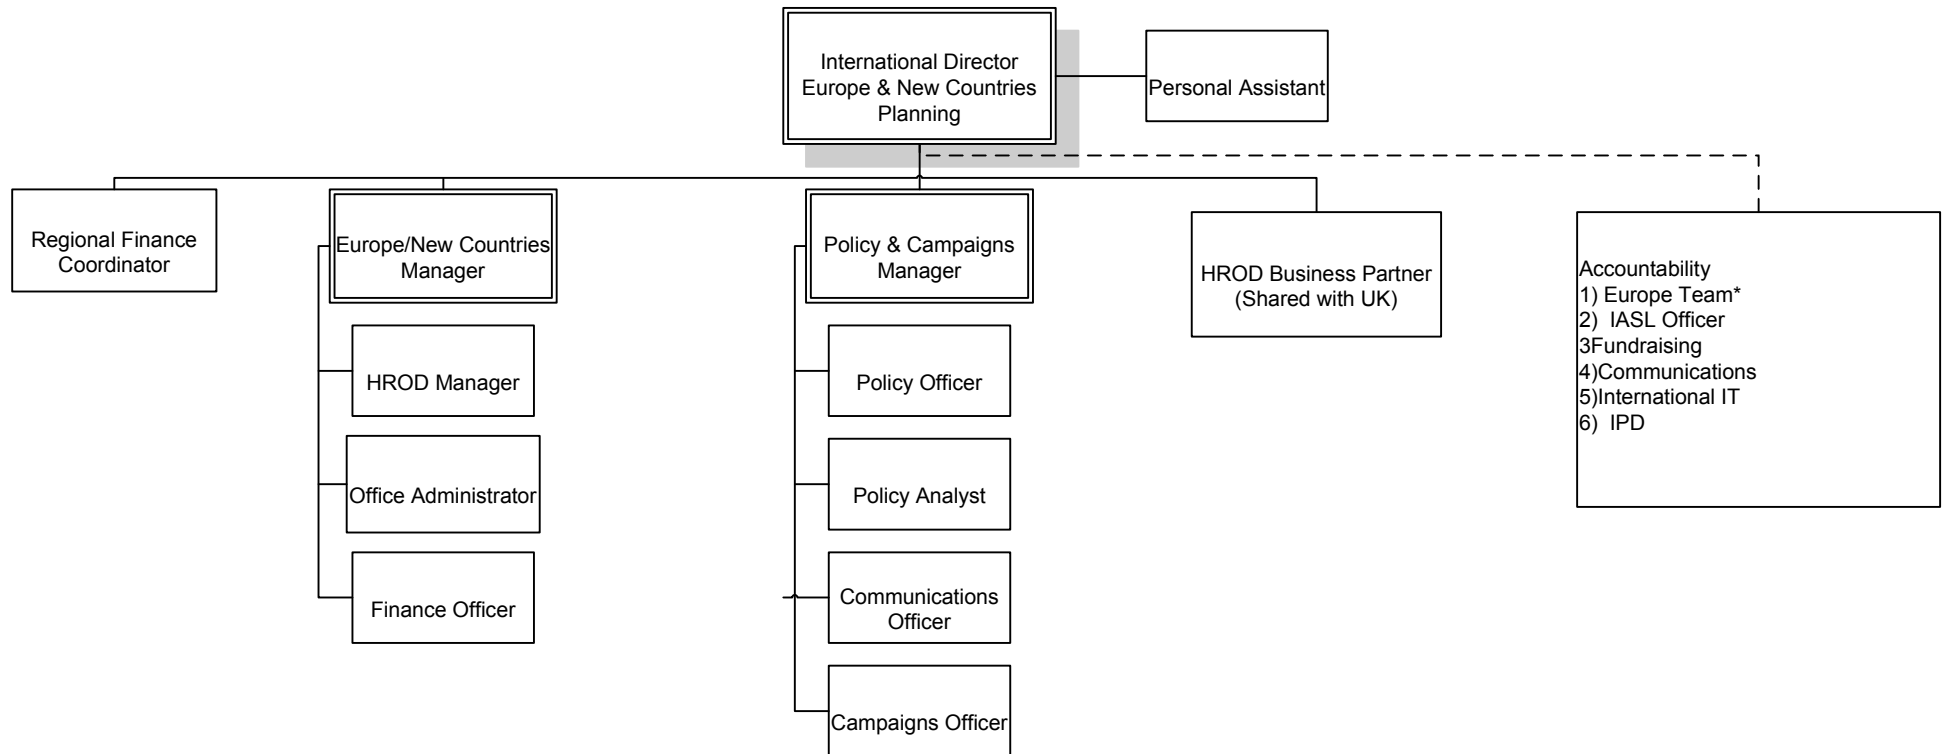 International Director
Europe & New Countries
Planning
Personal Assistant
Regional Finance
Coordinator
Europe/New Countries
Manager
Policy & Campaigns
Manager
HROD Business Partner
(Shared with UK)
Accountability
1) Europe Team*
2)  IASL Officer
3Fundraising
4)Communications
5)International IT
6)  IPD
HROD Manager
Office Administrator
Finance Officer
Policy Officer
Policy Analyst
Communications
Officer
Campaigns Officer